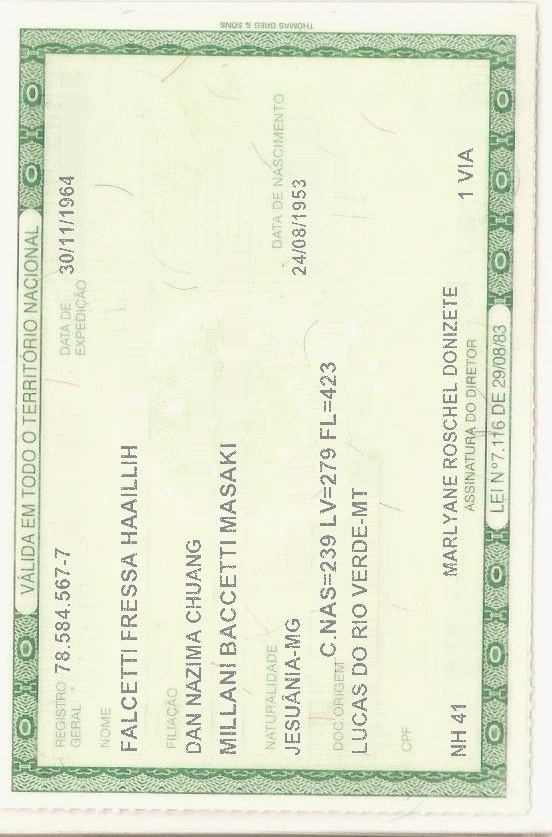 VÁLIDA EM TODO O TERRITÓRIO NACIONAL
REGISTRO GERAL 78.584.567-7
DATA DE EXPEDIÇÃO 30/11/1964
NOME
FALCETTI FRESSA HAAILLIH
FILIAÇÃO
DAN NAZIMA CHUANG
MILLANI BACCETTI MASAKI
NATURALIDADE
JESUÂNIA-MG
DATA DE NASCIMENTO
24/08/1953
DOC ORIGEM C.NAS=239 LV=279 FL=423
LUCAS DO RIO VERDE-MT
CPF
NH 41
1 VIA
MARLYANE ROSCHEL DONIZETE
ASSINATURA DO DIRETOR
LEI Nº 7.116 DE 29/08/83
THOMAS GREG & SONS